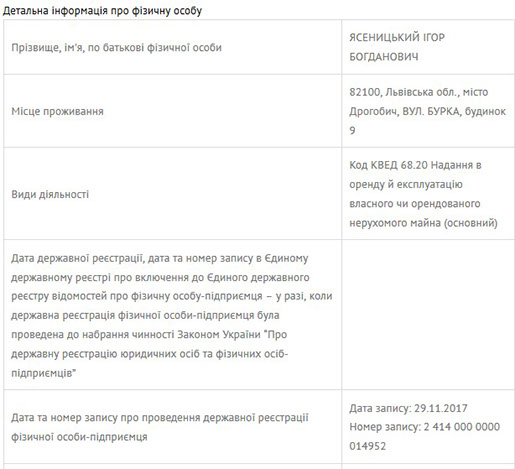 Детальна інформація про фізичну особу
Прізвище, ім'я, по батькові фізичної особи
ЯСЕНИЦЬКИЙ ІГОР
БОГДАНОВИЧ
Місце проживання
82100, Львівська обл., місто
Дрогобич, ВУЛ. БУРКА, будинок
9
Види діяльності
Код КВЕД 68.20 Надання в
оренду й експлуатацію
власного чи орендованого
нерухомого майна (основний)
Дата державної реєстрації, дата та номер запису в Єдиному
державному реєстрі про включення до Єдиного державного
реєстру відомостей про фізичну особу-підприємця – у разі, коли
державна реєстрація фізичної особи-підприємця була
проведена до набрання чинності Законом України "Про
державну реєстрацію юридичних осіб та фізичних осіб-
підприємців"
Дата та номер запису про проведення державної реєстрації
фізичної особи-підприємця
Дата запису: 29.11.2017
Номер запису: 2 414 000 0000
014952